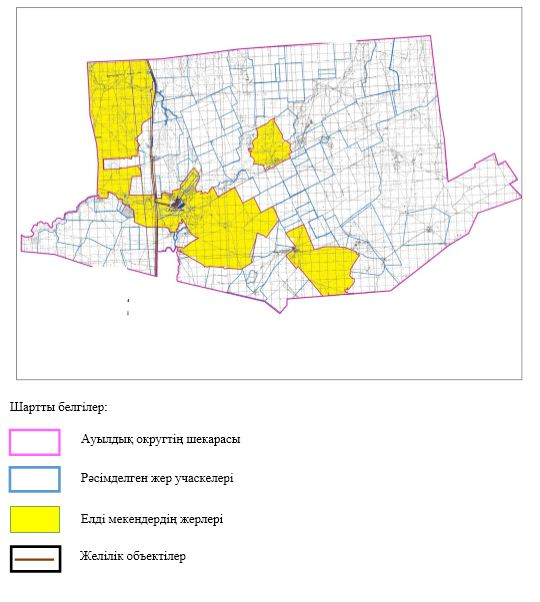 Шартты белгілер:
Ауылдық округтің шекарасы
Рәсімделген жер учаскелері
Елді мекендердің жерлері
Желілік объектілер